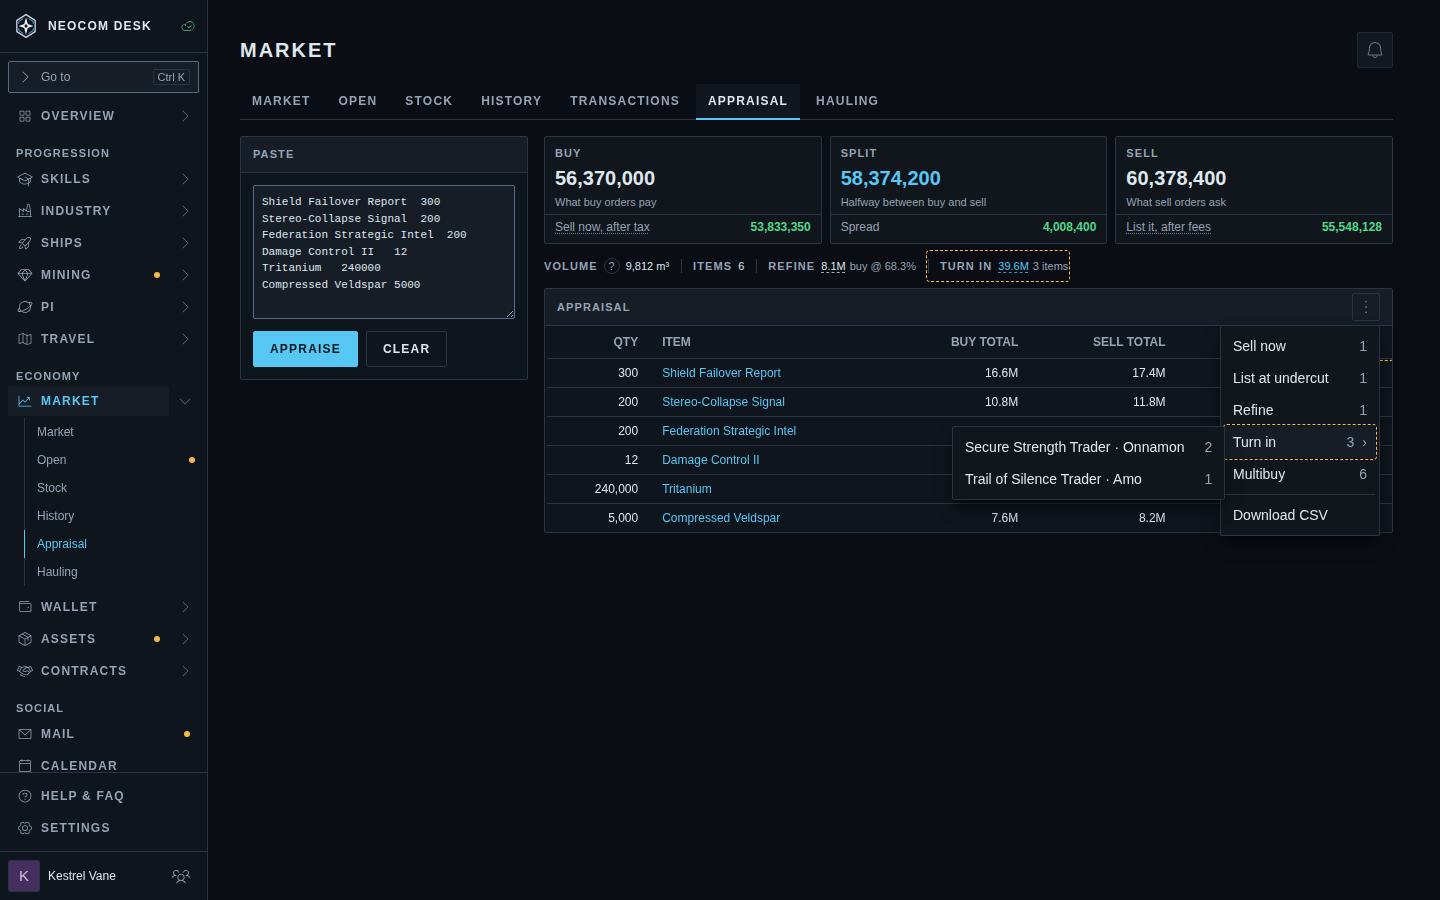 NEOCOM DESK
Go to Ctrl K
OVERVIEW
PROGRESSION
SKILLS
INDUSTRY
SHIPS
MINING
PI
TRAVEL
ECONOMY
MARKET
Market
Open
Stock
History
Appraisal
Hauling
WALLET
ASSETS
CONTRACTS
SOCIAL
MAIL
CALENDAR
HELP & FAQ
SETTINGS
K Kestrel Vane
MARKET
MARKET OPEN STOCK HISTORY TRANSACTIONS APPRAISAL HAULING
PASTE
Shield Failover Report 300
Stereo-Collapse Signal 200
Federation Strategic Intel 200
Damage Control II 12
Tritanium 240000
Compressed Veldspar 5000
APPRAISE CLEAR
BUY
56,370,000
What buy orders pay
Sell now, after tax 53,833,350
SPLIT
58,374,200
Halfway between buy and sell
Spread 4,008,400
SELL
60,378,400
What sell orders ask
List it, after fees 55,548,128
VOLUME ? 9,812 m³ ITEMS 6 REFINE 8.1M buy @ 68.3% TURN IN 39.6M 3 items
APPRAISAL ⋮
QTY ITEM BUY TOTAL SELL TOTAL
300 Shield Failover Report 16.6M 17.4M
200 Stereo-Collapse Signal 10.8M 11.8M
200 Federation Strategic Intel
12 Damage Control II
240,000 Tritanium
5,000 Compressed Veldspar 7.6M 8.2M
Sell now 1
List at undercut 1
Refine 1
Turn in 3 ›
Multibuy 6
Download CSV
Secure Strength Trader · Onnamon 2
Trail of Silence Trader · Amo 1